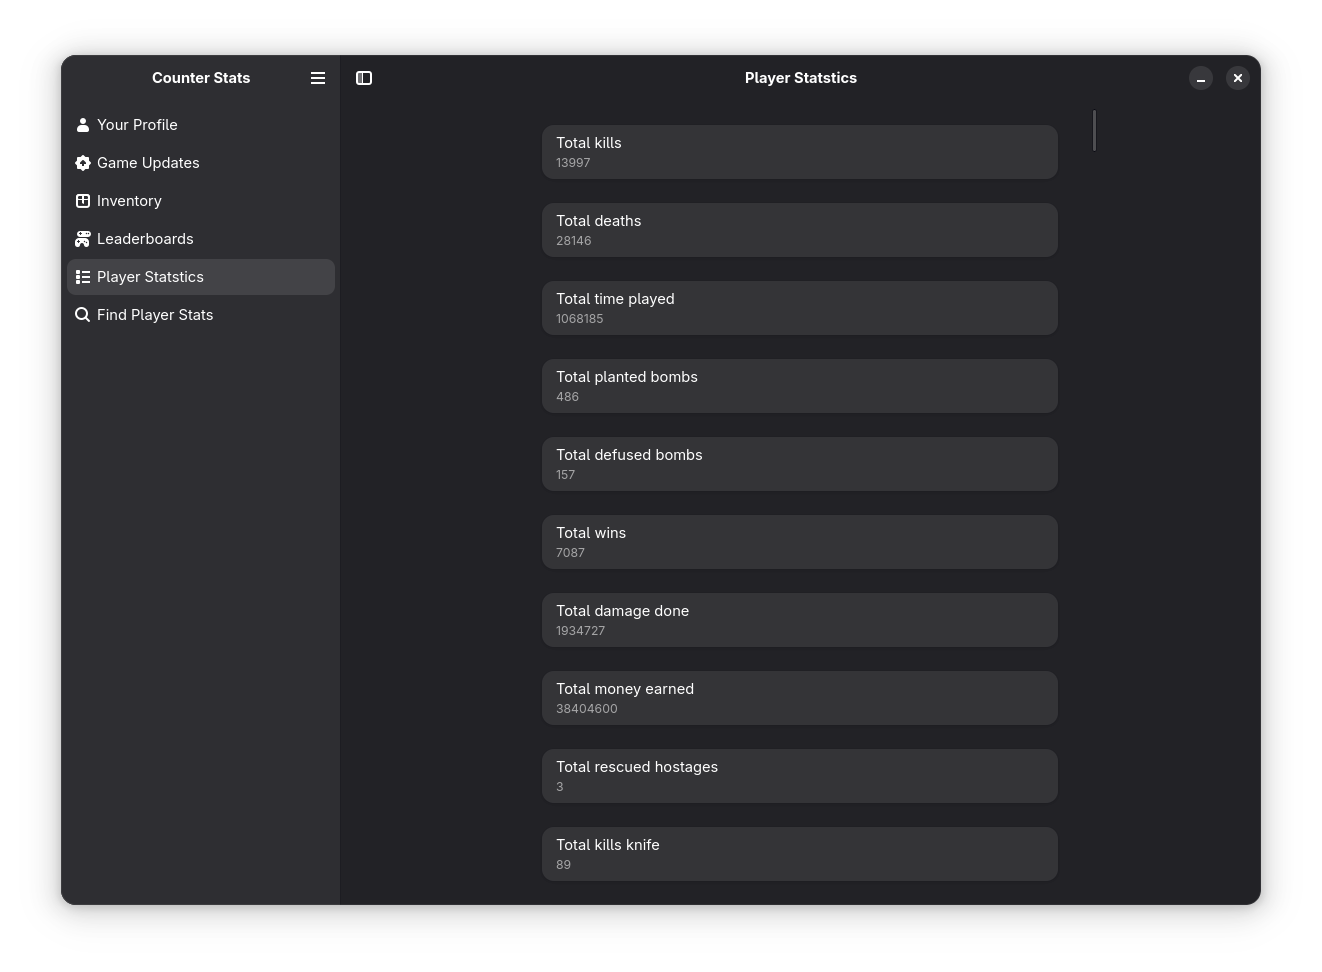 Counter Stats
Your Profile
Game Updates
Inventory
Leaderboards
Player Statstics
Find Player Stats
Player Statstics
Total kills
13997
Total deaths
28146
Total time played
1068185
Total planted bombs
486
Total defused bombs
157
Total wins
7087
Total damage done
1934727
Total money earned
38404600
Total rescued hostages
3
Total kills knife
89